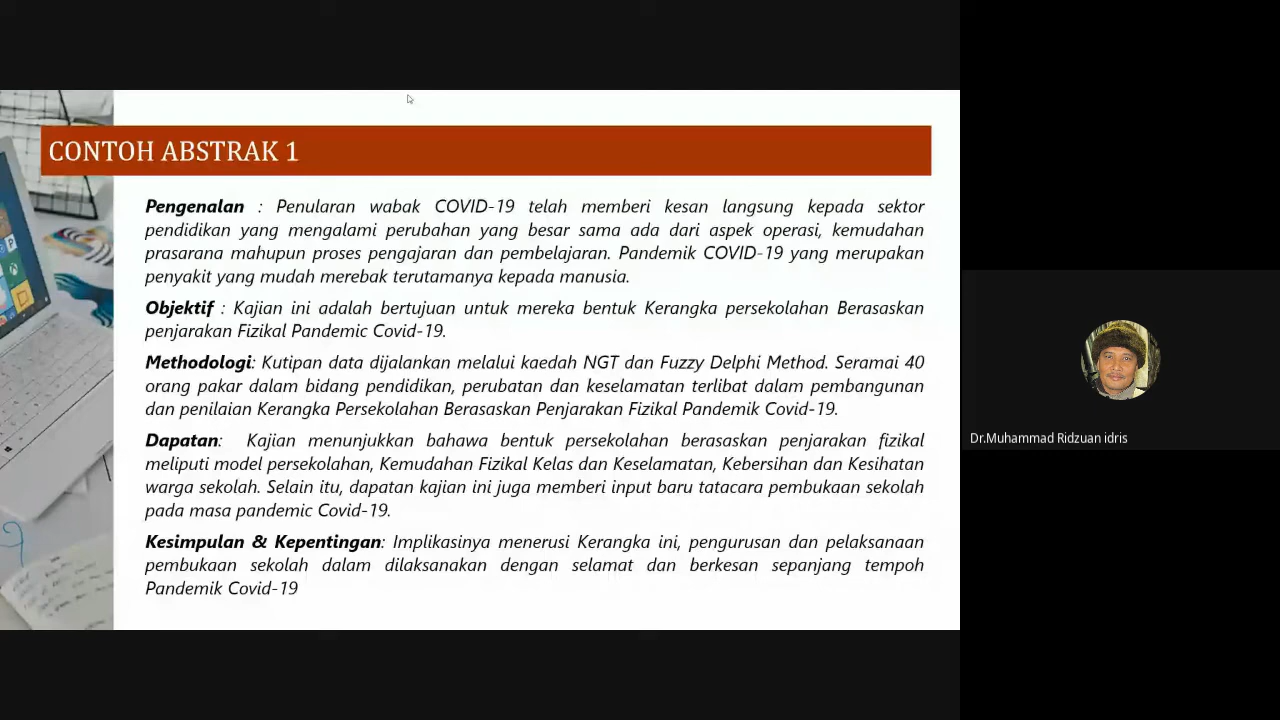 CONTOH ABSTRAK 1
Pengenalan : Penularan wabak COVID-19 telah memberi kesan langsung kepada sektor
pendidikan yang mengalami perubahan yang besar sama ada dari aspek operasi, kemudahan
prasarana mahupun proses pengajaran dan pembelajaran. Pandemik COVID-19 yang merupakan
penyakit yang mudah merebak terutamanya kepada manusia.
Objektif : Kajian ini adalah bertujuan untuk mereka bentuk Kerangka persekolahan Berasaskan
penjarakan Fizikal Pandemic Covid-19.
Methodologi: Kutipan data dijalankan melalui kaedah NGT dan Fuzzy Delphi Method. Seramai 40
orang pakar dalam bidang pendidikan, perubatan dan keselamatan terlibat dalam pembangunan
dan penilaian Kerangka Persekolahan Berasaskan Penjarakan Fizikal Pandemik Covid-19.
Dapatan: Kajian menunjukkan bahawa bentuk persekolahan berasaskan penjarakan fizikal
meliputi model persekolahan, Kemudahan Fizikal Kelas dan Keselamatan, Kebersihan dan Kesihatan
warga sekolah. Selain itu, dapatan kajian ini juga memberi input baru tatacara pembukaan sekolah
pada masa pandemic Covid-19.
Kesimpulan & Kepentingan: Implikasinya menerusi Kerangka ini, pengurusan dan pelaksanaan
pembukaan sekolah dalam dilaksanakan dengan selamat dan berkesan sepanjang tempoh
Pandemik Covid-19
Dr.Muhammad Ridzuan idris